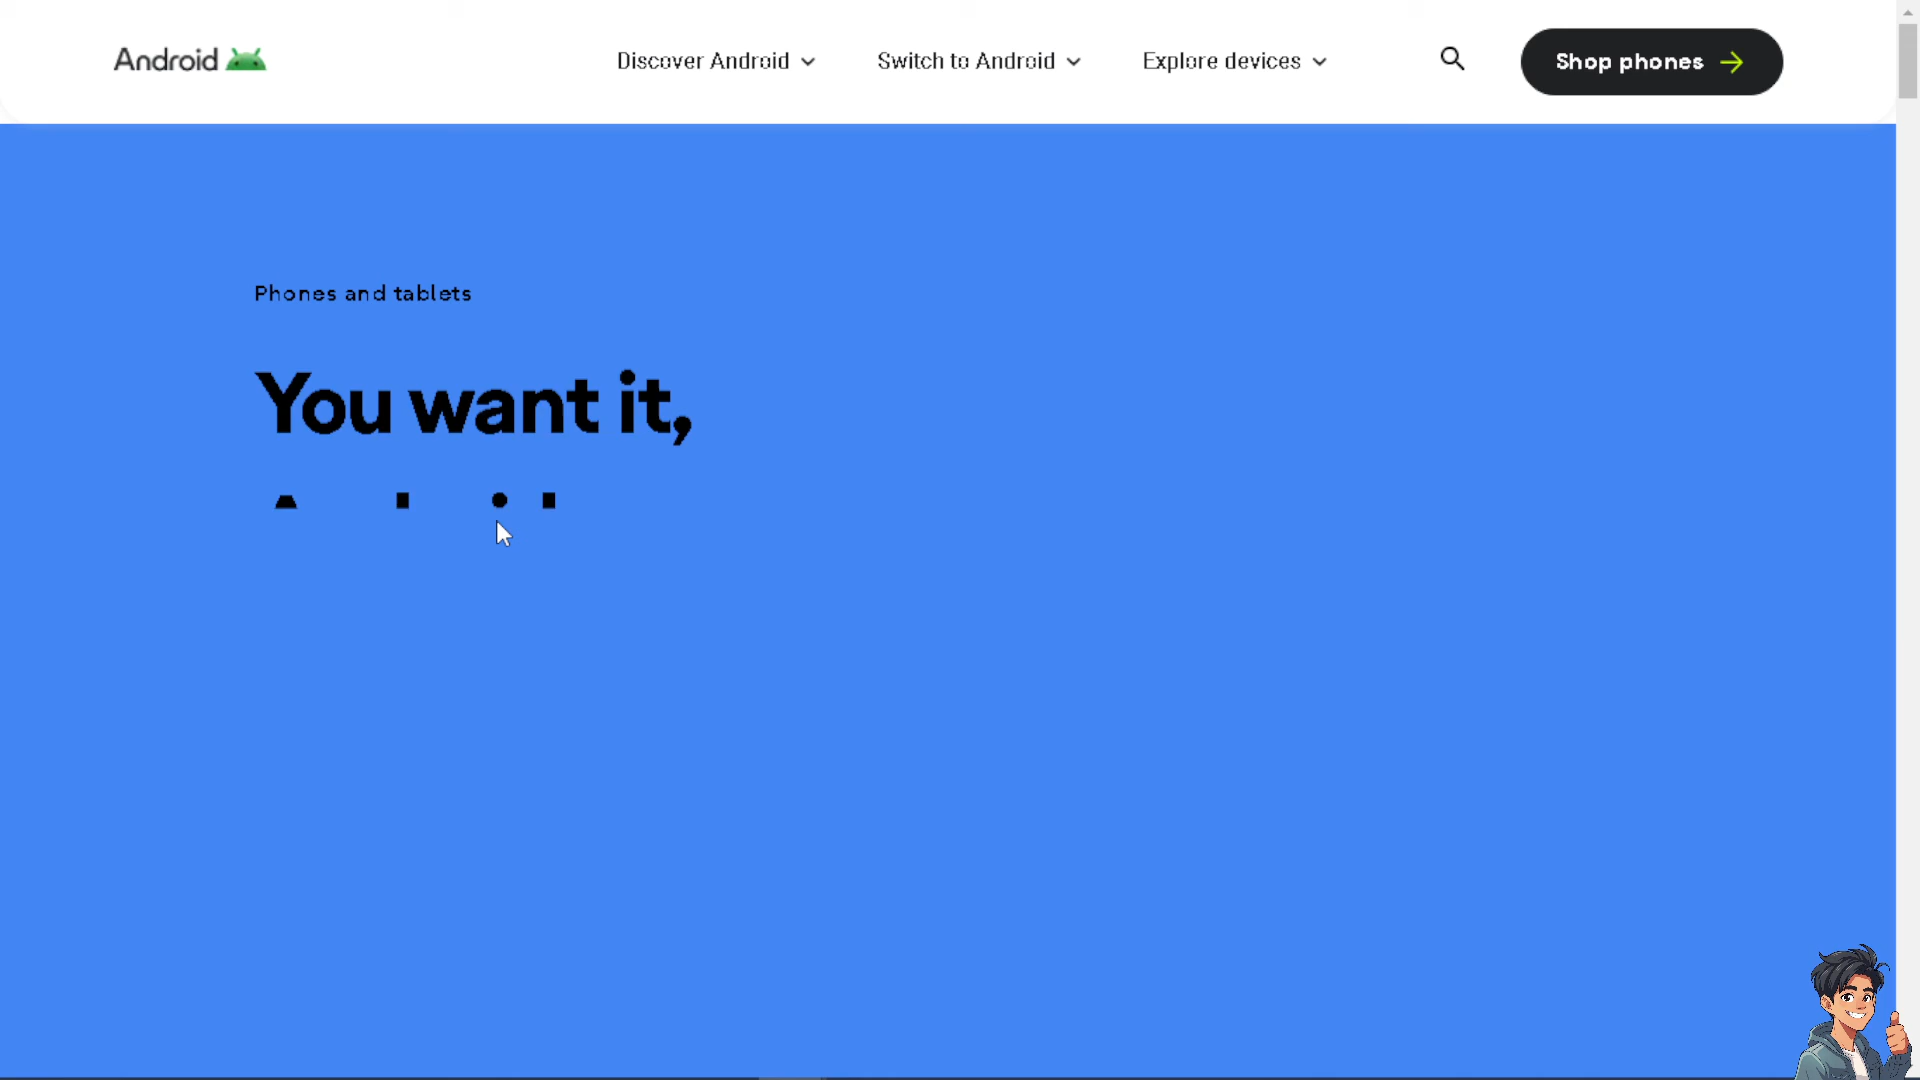 Android
Discover Android
Switch to Android
Explore devices
Shop phones
Phones and tablets
You want it,